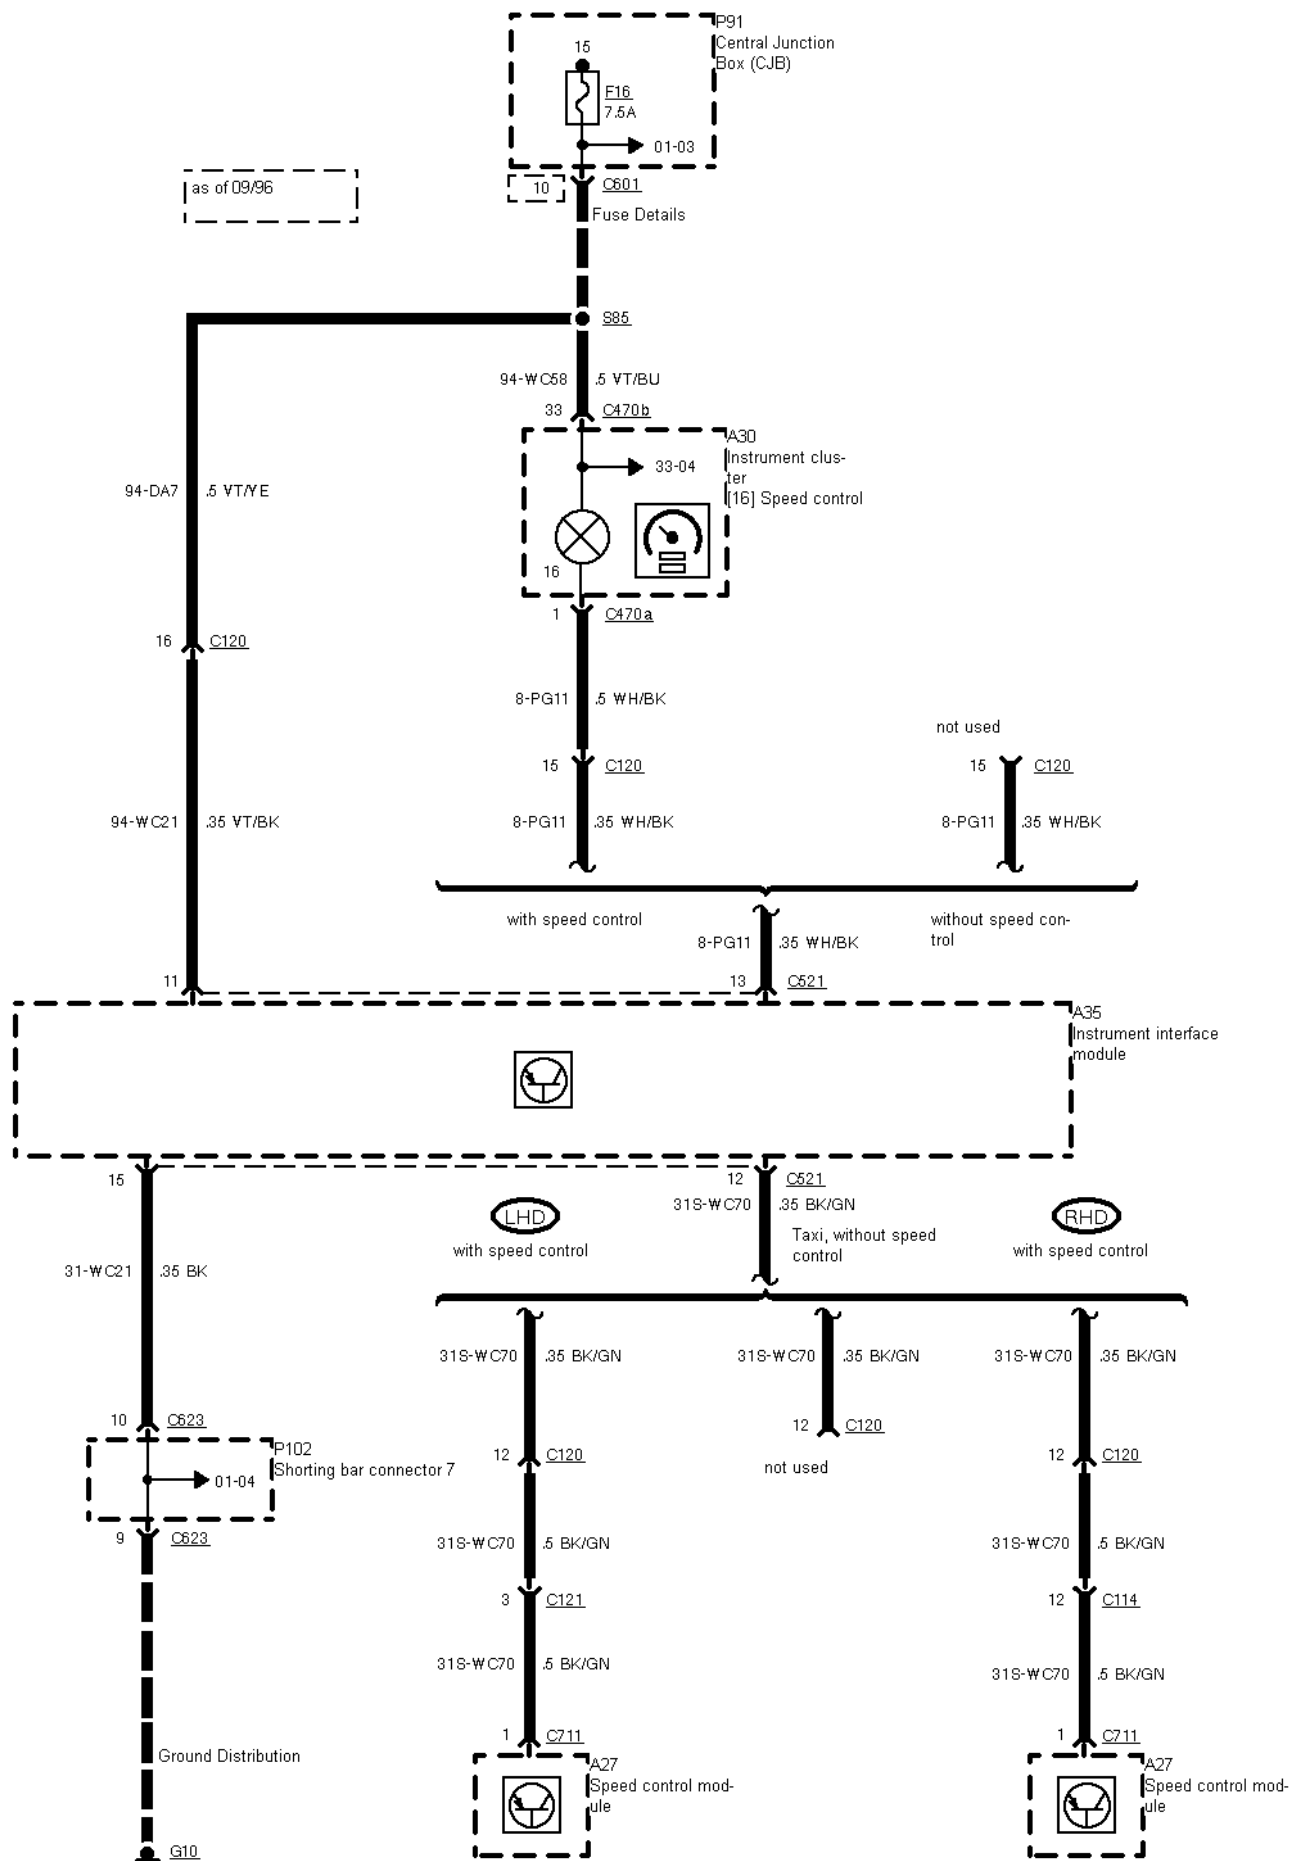 P91
Central Junction
Box (CJB)
15
F16
7.5A
01-03
as of 09/96
10
C601
Fuse Details
S85
94-WC58 .5 VT/BU
33 C470b
A30
Instrument clus-
ter
[16] Speed control
33-04
94-DA7 .5 VT/YE
16
1 C470a
16 C120
8-PG11 .5 WH/BK
not used
15 C120
15 C120
94-WC21 .35 VT/BK
8-PG11 .35 WH/BK
8-PG11 .35 WH/BK
with speed control
without speed con-
trol
8-PG11 .35 WH/BK
11
13 C521
A35
Instrument interface
module
15
12 C521
31S-WC70 .35 BK/GN
LHD
with speed control
Taxi, without speed
control
RHD
with speed control
31-WC21 .35 BK
31S-WC70 .35 BK/GN
31S-WC70 .35 BK/GN
31S-WC70 .35 BK/GN
10 C623
12 C120
not used
P102
Shorting bar connector 7
01-04
12 C120
12 C120
9 C623
31S-WC70 .5 BK/GN
31S-WC70 .5 BK/GN
3 C121
12 C114
31S-WC70 .5 BK/GN
31S-WC70 .5 BK/GN
1 C711
1 C711
Ground Distribution
A27
Speed control mod-
ule
A27
Speed control mod-
ule
G10